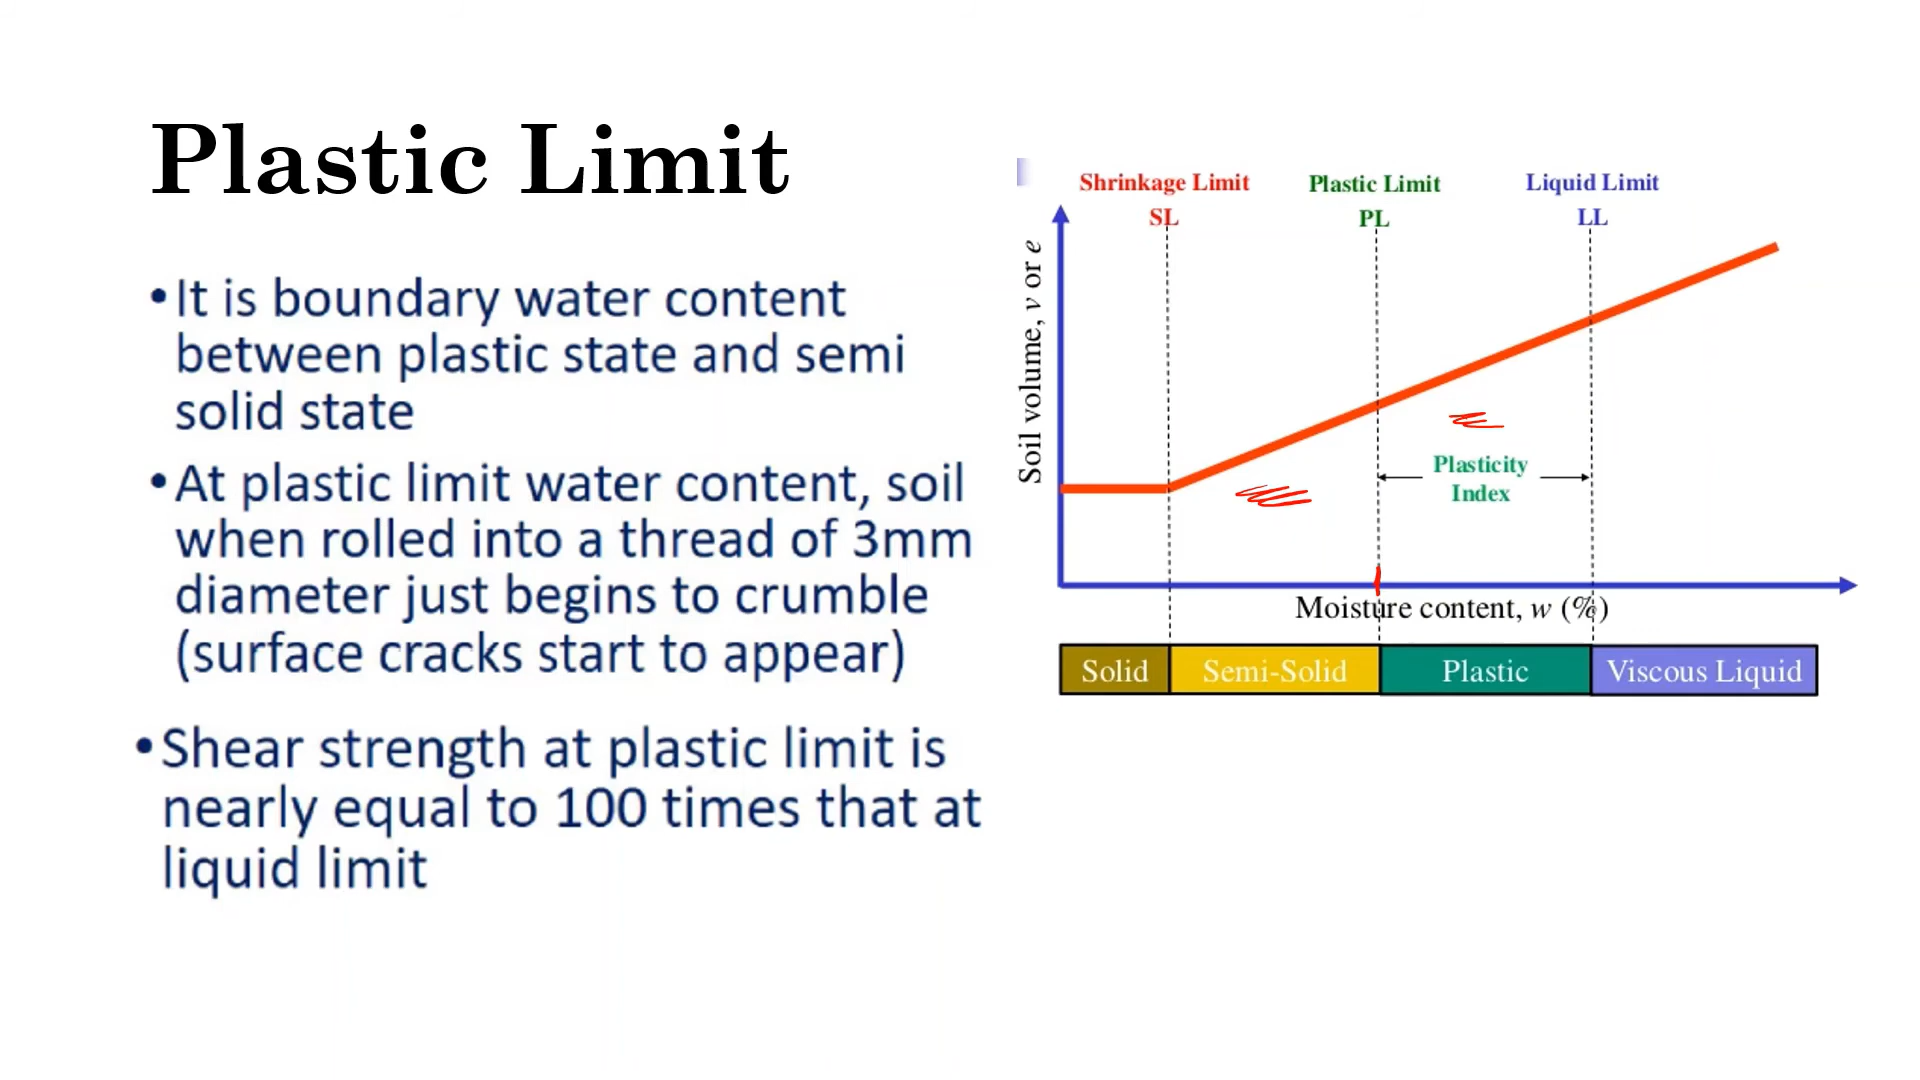 Plastic Limit
•It is boundary water content
between plastic state and semi
solid state
•At plastic limit water content, soil
when rolled into a thread of 3mm
diameter just begins to crumble
(surface cracks start to appear)
•Shear strength at plastic limit is
nearly equal to 100 times that at
liquid limit
Shrinkage Limit
SL
Plastic Limit
PL
Liquid Limit
LL
Soil volume, v or e
Plasticity
Index
Moisture content, w (%)
Solid
Semi-Solid
Plastic
Viscous Liquid